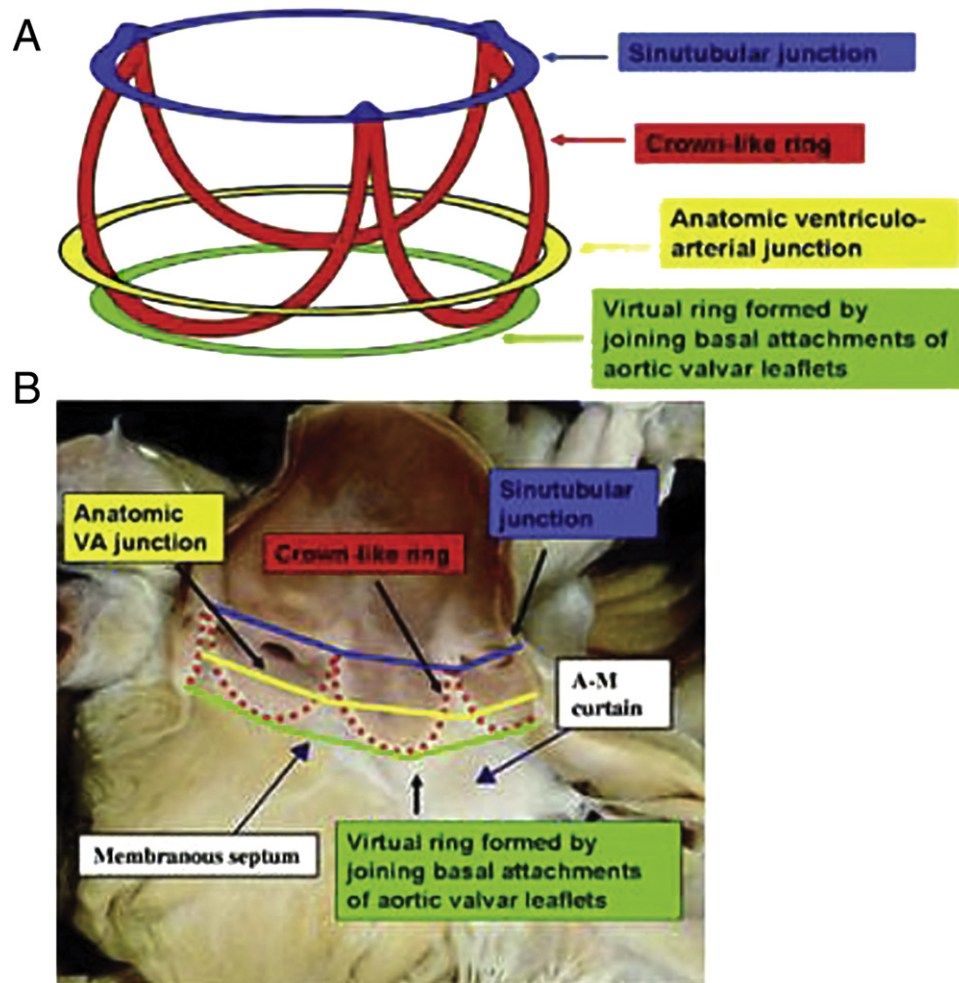 A
Sinutubular junction
Crown-like ring
Anatomic ventriculo-
arterial junction
Virtual ring formed by
joining basal attachments of
aortic valvar leaflets
B
Sinutubular
junction
Anatomic
VA junction
Crown-like ring
A-M
curtain
Membranous septum
Virtual ring formed by
joining basal attachments
of aortic valvar leaflets